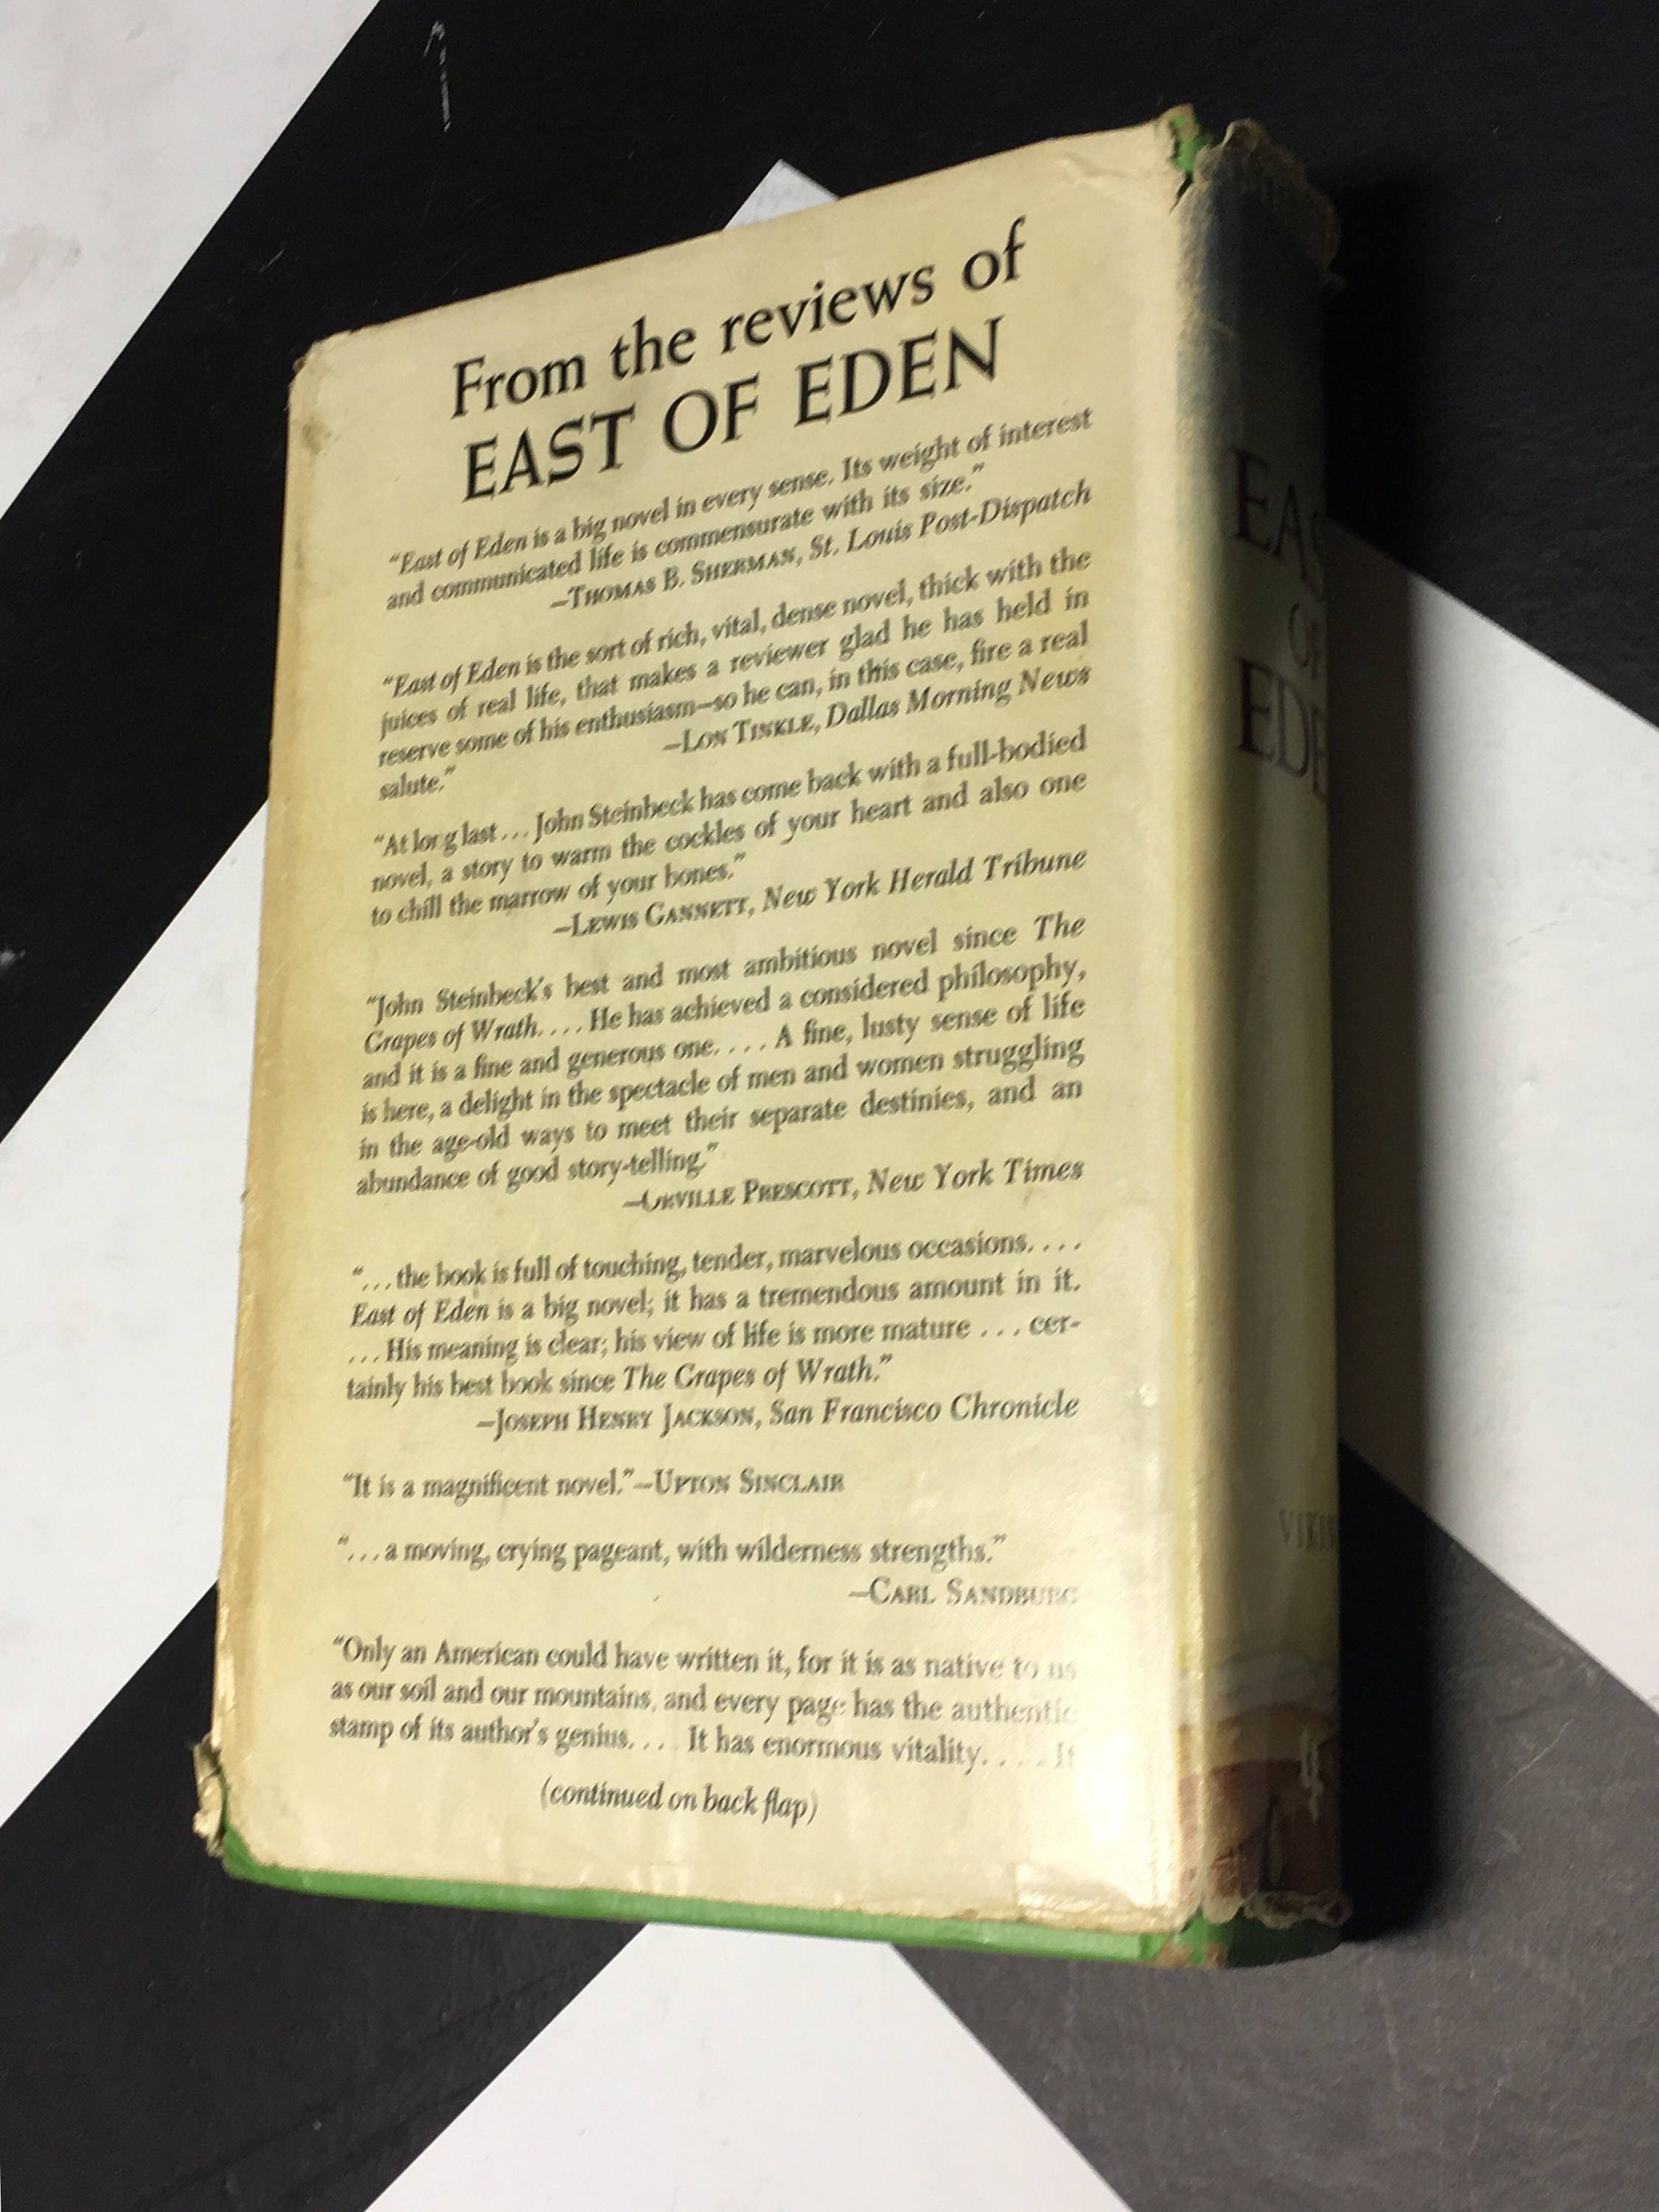 From the reviews of
EAST OF EDEN
“East of Eden is a big novel in every sense. Its weight of interest
and communicated life is commensurate with its size.”
—THOMAS B. SHERMAN, St. Louis Post-Dispatch
“East of Eden is the sort of rich, vital, dense novel, thick with the
juices of real life, that makes a reviewer glad he has held in
reserve some of his enthusiasm—so he can, in this case, fire a real
salute.”
—LON TINKLE, Dallas Morning News
“At long last . . . John Steinbeck has come back with a full-bodied
novel, a story to warm the cockles of your heart and also one
to chill the marrow of your bones.”
—LEWIS GANNETT, New York Herald Tribune
“John Steinbeck’s best and most ambitious novel since The
Grapes of Wrath. . . . He has achieved a considered philosophy,
and it is a fine and generous one. . . . A fine, lusty sense of life
is here, a delight in the spectacle of men and women struggling
in the age-old ways to meet their separate destinies, and an
abundance of good story-telling.”
—ORVILLE PRESCOTT, New York Times
“. . . the book is full of touching, tender, marvelous occasions. . . .
East of Eden is a big novel; it has a tremendous amount in it.
. . . His meaning is clear; his view of life is more mature . . . cer-
tainly his best book since The Grapes of Wrath.”
—JOSEPH HENRY JACKSON, San Francisco Chronicle
“It is a magnificent novel.”—UPTON SINCLAIR
“. . . a moving, crying pageant, with wilderness strengths.”
—CARL SANDBURG
“Only an American could have written it, for it is as native to us
as our soil and our mountains, and every page has the authentic
stamp of its author’s genius. . . . It has enormous vitality. . . . It
(continued on back flap)
EAS
OF
EDE
VIKIN